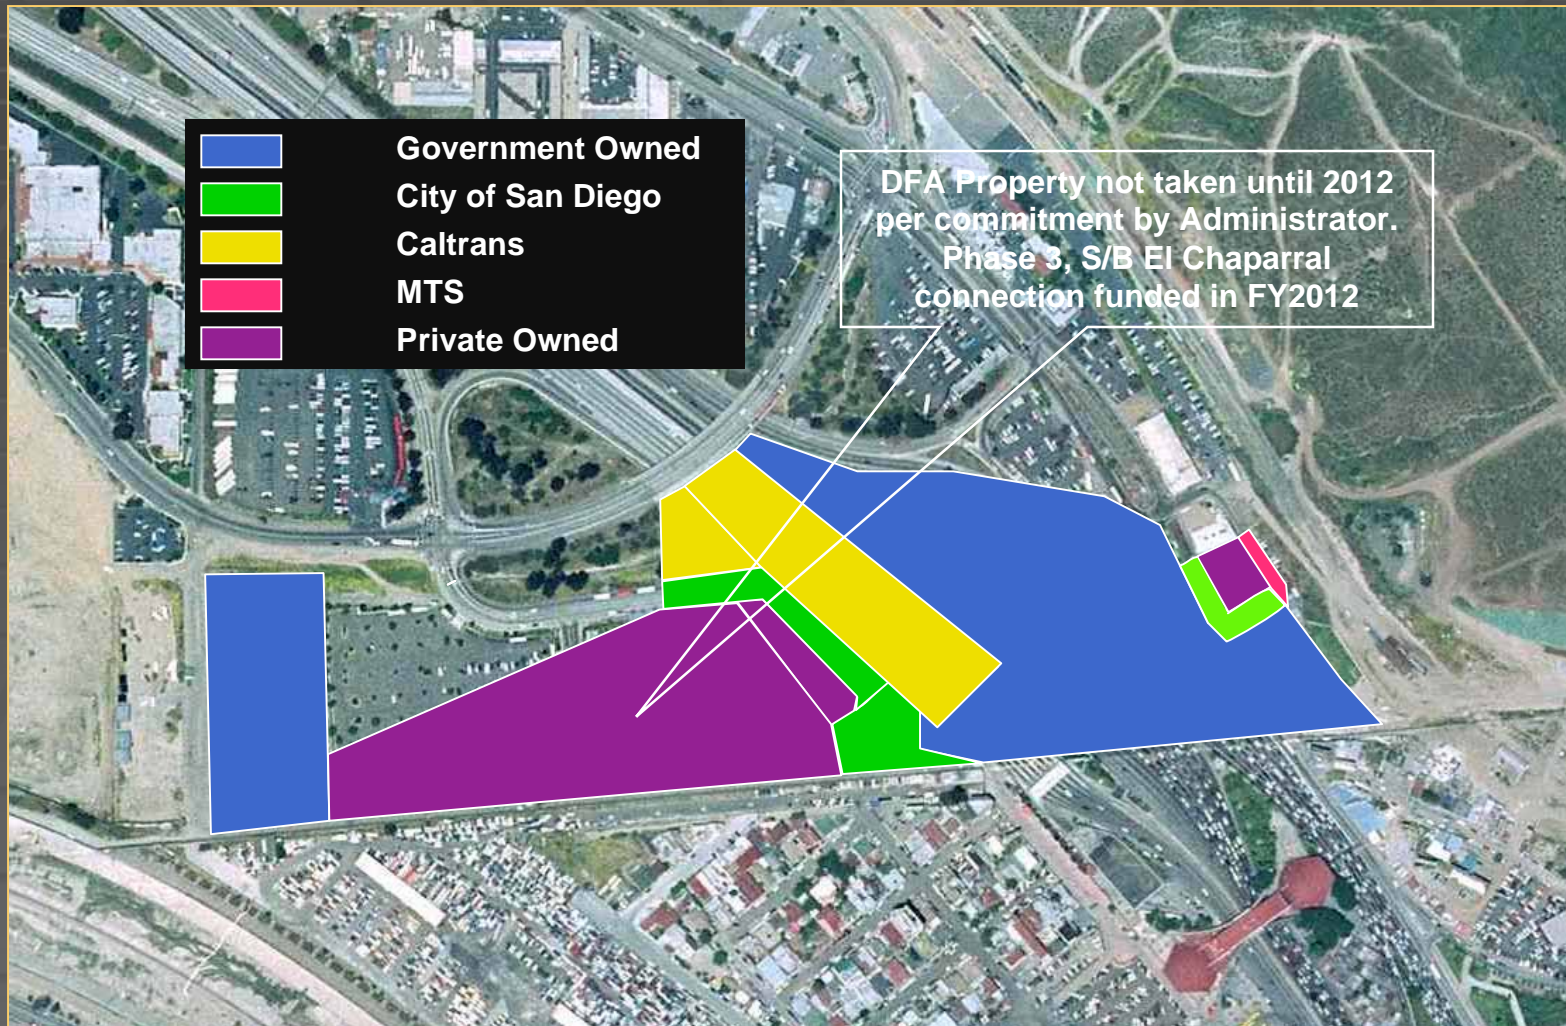 Government Owned
City of San Diego
Caltrans
MTS
Private Owned
DFA Property not taken until 2012
per commitment by Administrator.
Phase 3, S/B El Chaparral
connection funded in FY2012